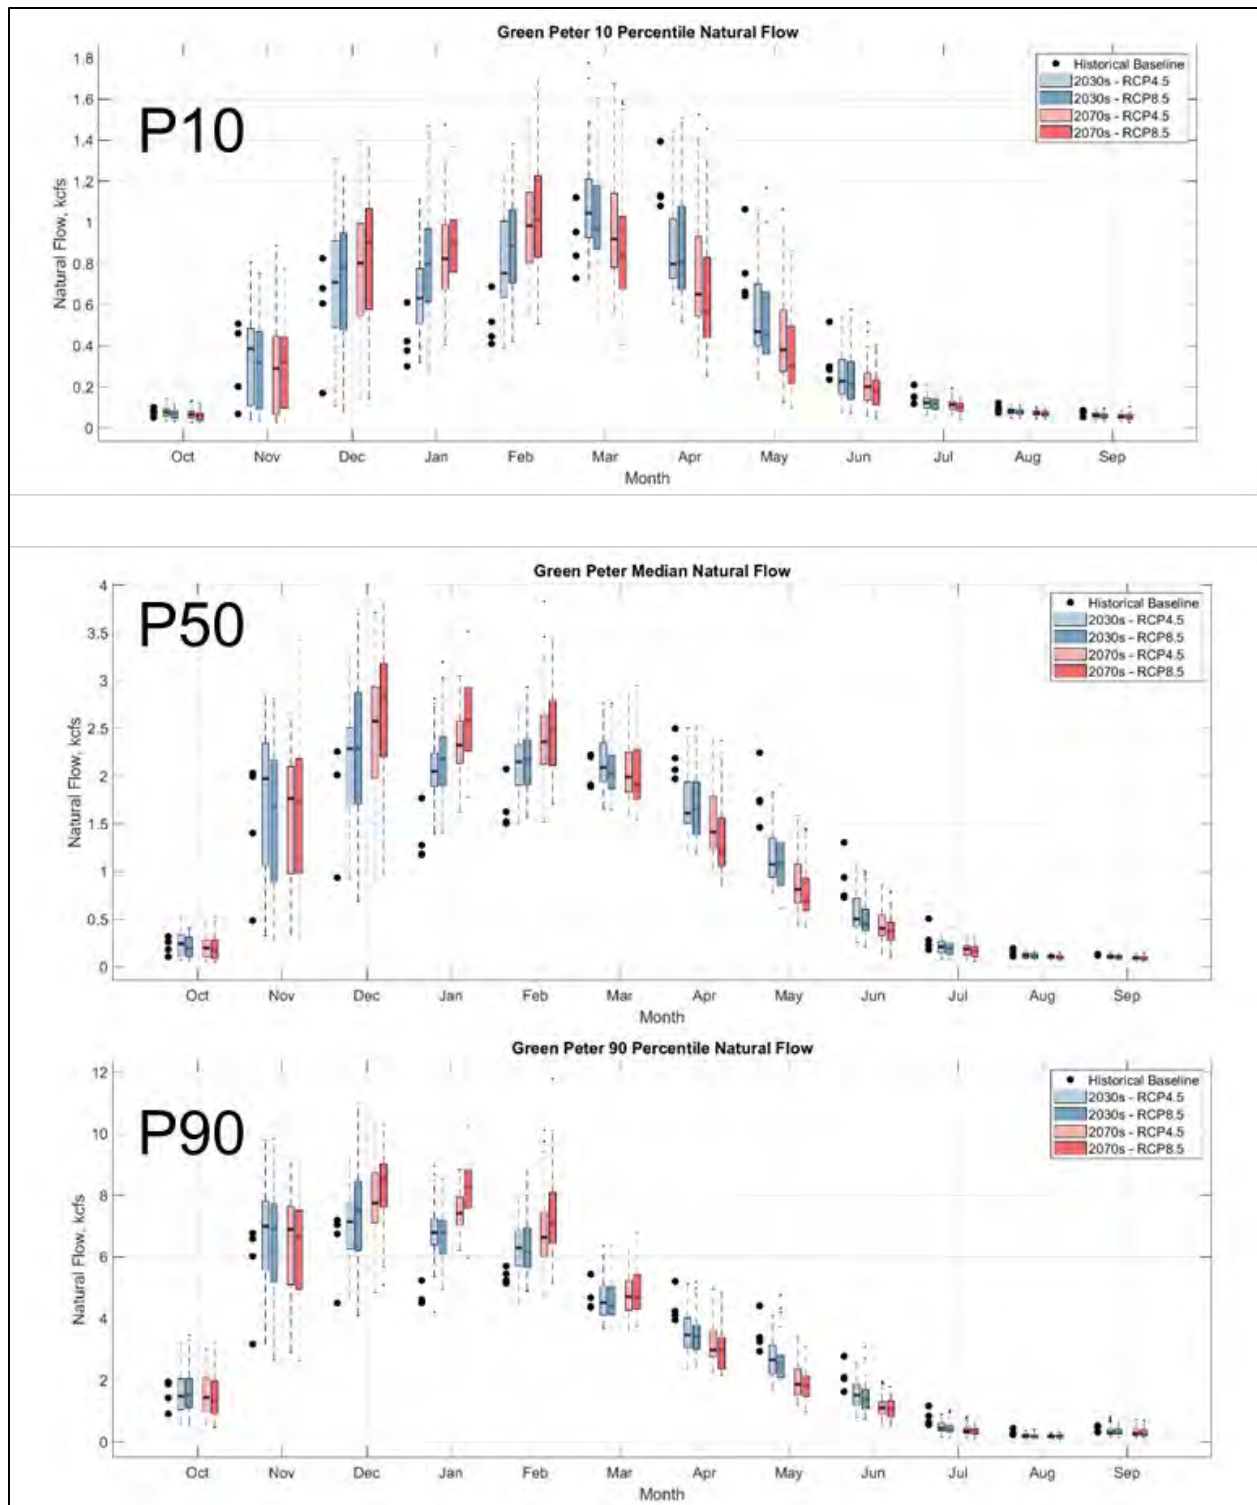 Green Peter 10 Percentile Natural Flow
P10
Natural Flow, kcfs
1.8
1.6
1.4
1.2
1
0.8
0.6
0.4
0.2
0
Historical Baseline
2030s - RCP4.5
2030s - RCP8.5
2070s - RCP4.5
2070s - RCP8.5
Oct Nov Dec Jan Feb Mar Apr May Jun Jul Aug Sep
Month
Green Peter Median Natural Flow
P50
Natural Flow, kcfs
4
3.5
3
2.5
2
1.5
1
0.5
0
Historical Baseline
2030s - RCP4.5
2030s - RCP8.5
2070s - RCP4.5
2070s - RCP8.5
Oct Nov Dec Jan Feb Mar Apr May Jun Jul Aug Sep
Month
Green Peter 90 Percentile Natural Flow
P90
Natural Flow, kcfs
12
10
8
6
4
2
0
Historical Baseline
2030s - RCP4.5
2030s - RCP8.5
2070s - RCP4.5
2070s - RCP8.5
Oct Nov Dec Jan Feb Mar Apr May Jun Jul Aug Sep
Month